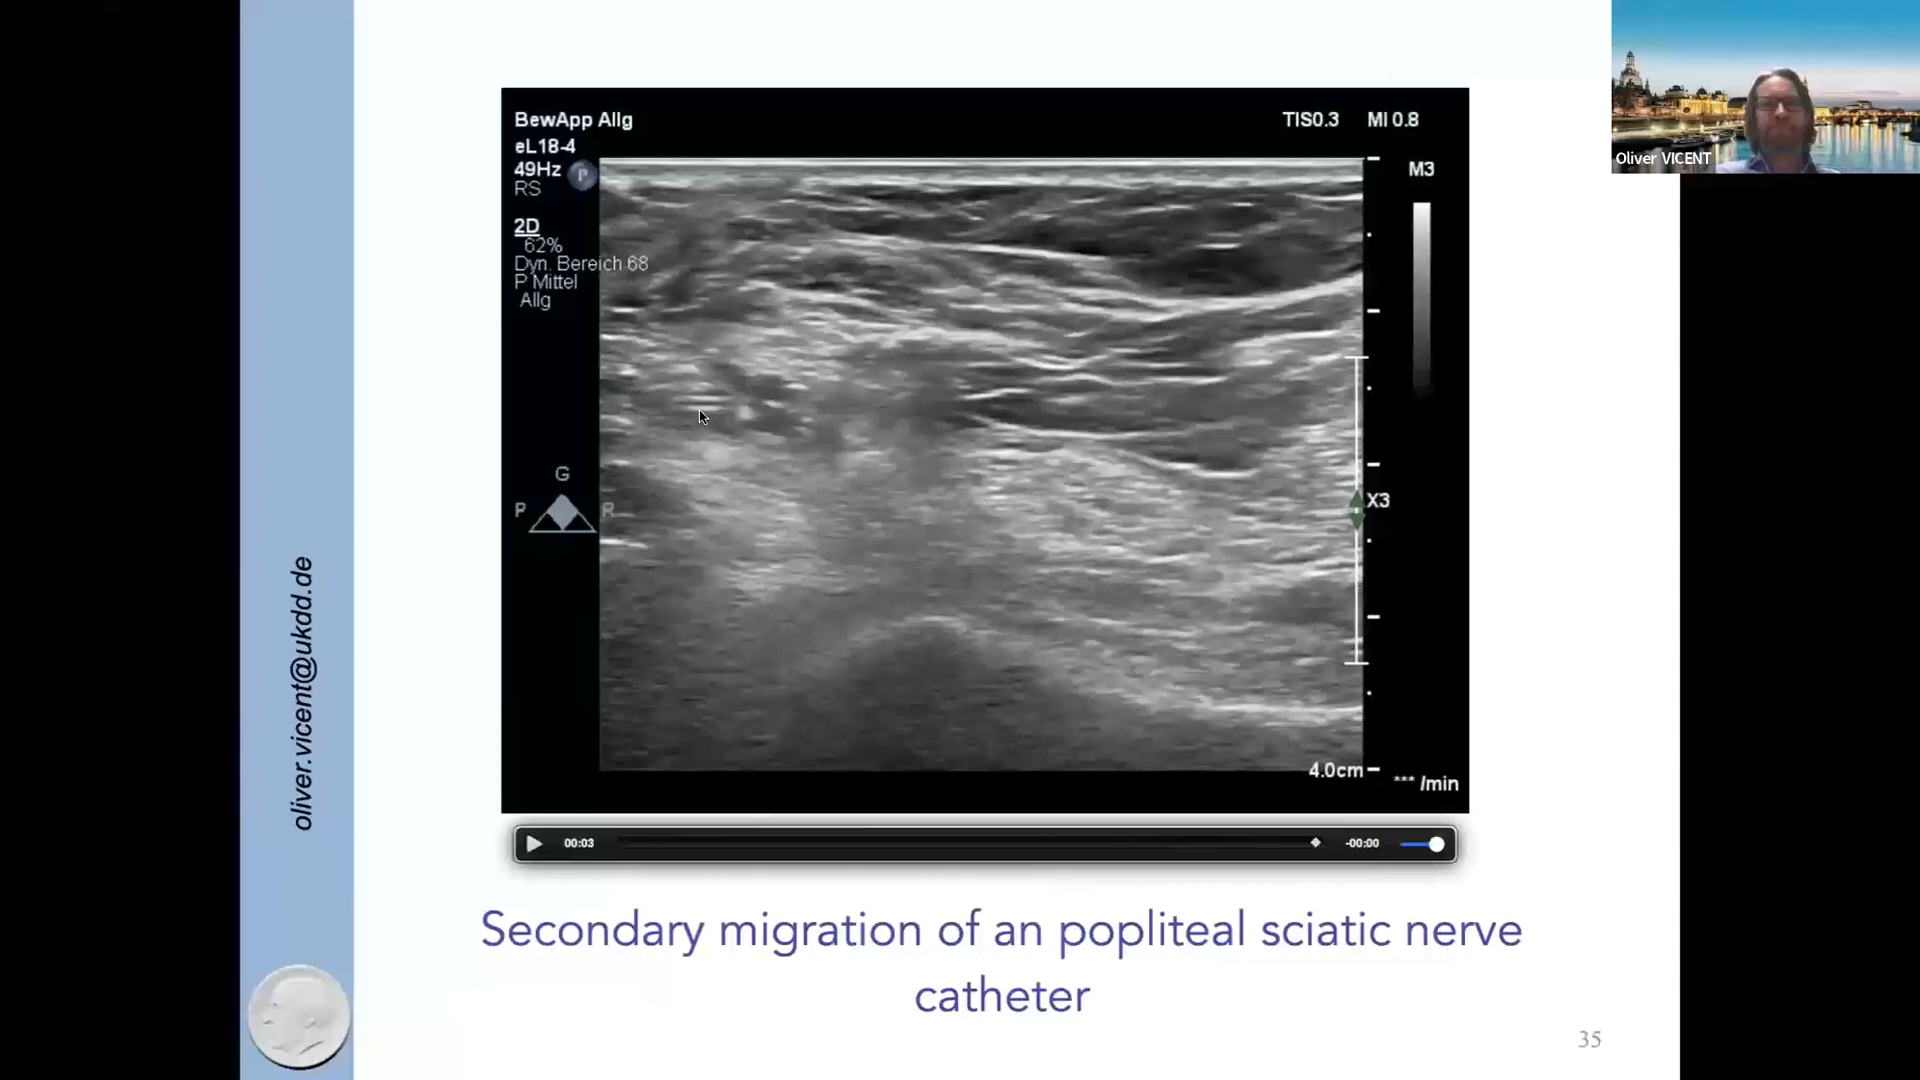 BewApp Allg
TIS0.3 MI 0.8
eL18-4
49Hz
RS
P
M3
2D
62%
Dyn. Bereich 68
P Mittel
Allg
G
P
R
X3
4.0cm
*** /min
00:03
-00:00
Secondary migration of an popliteal sciatic nerve
catheter
35
oliver.vicent@ukdd.de
Oliver VICENT